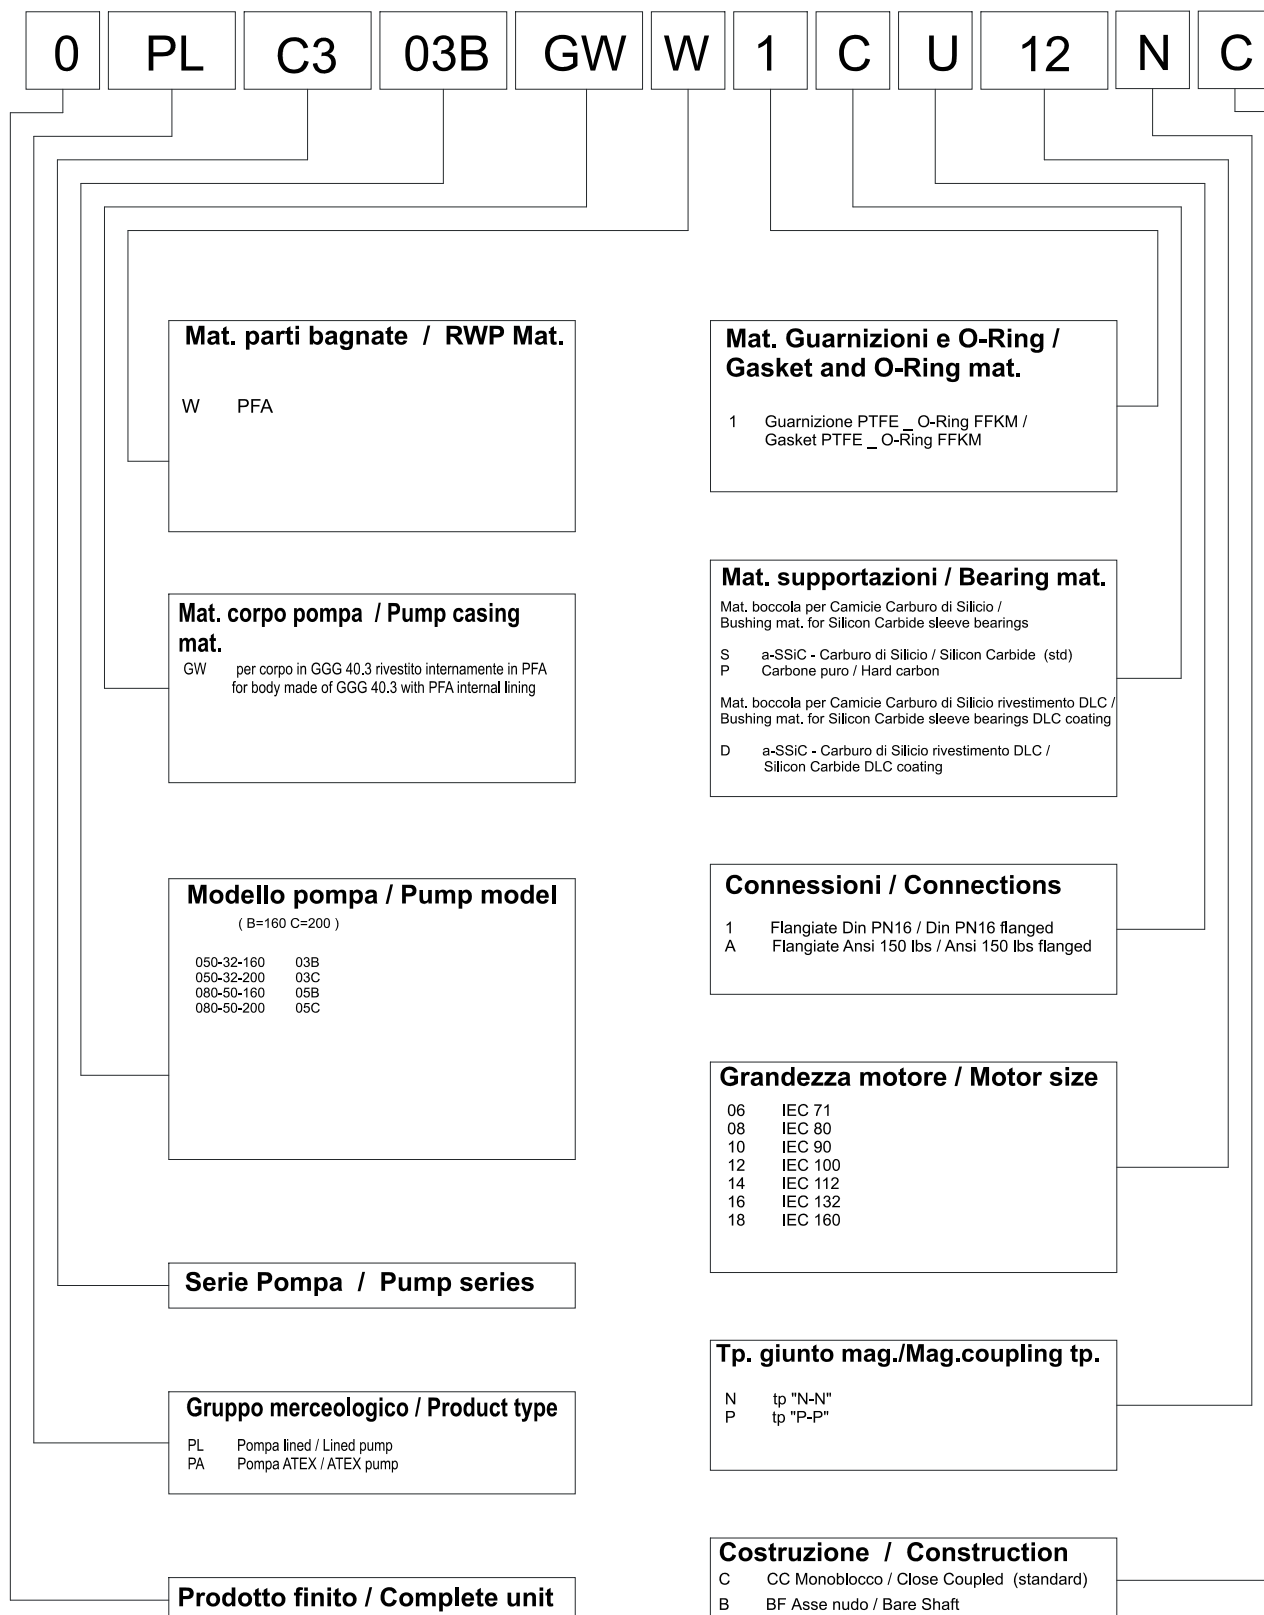 0 PL C3 03B GW W 1 C U 12 N C
Mat. parti bagnate / RWP Mat.
W PFA
Mat. corpo pompa / Pump casing
mat.
GW per corpo in GGG 40.3 rivestito internamente in PFA
for body made of GGG 40.3 with PFA internal lining
Modello pompa / Pump model
( B=160 C=200 )
050-32-160 03B
050-32-200 03C
080-50-160 05B
080-50-200 05C
Serie Pompa / Pump series
Gruppo merceologico / Product type
PL Pompa lined / Lined pump
PA Pompa ATEX / ATEX pump
Prodotto finito / Complete unit
Mat. Guarnizioni e O-Ring /
Gasket and O-Ring mat.
1 Guarnizione PTFE _ O-Ring FFKM /
Gasket PTFE _ O-Ring FFKM
Mat. supportazioni / Bearing mat.
Mat. boccola per Camicie Carburo di Silicio /
Bushing mat. for Silicon Carbide sleeve bearings
S a-SSiC - Carburo di Silicio / Silicon Carbide (std)
P Carbone puro / Hard carbon
Mat. boccola per Camicie Carburo di Silicio rivestimento DLC /
Bushing mat. for Silicon Carbide sleeve bearings DLC coating
D a-SSiC - Carburo di Silicio rivestimento DLC /
Silicon Carbide DLC coating
Connessioni / Connections
1 Flangiate Din PN16 / Din PN16 flanged
A Flangiate Ansi 150 lbs / Ansi 150 lbs flanged
Grandezza motore / Motor size
06 IEC 71
08 IEC 80
10 IEC 90
12 IEC 100
14 IEC 112
16 IEC 132
18 IEC 160
Tp. giunto mag./Mag.coupling tp.
N tp "N-N"
P tp "P-P"
Costruzione / Construction
C CC Monoblocco / Close Coupled (standard)
B BF Asse nudo / Bare Shaft